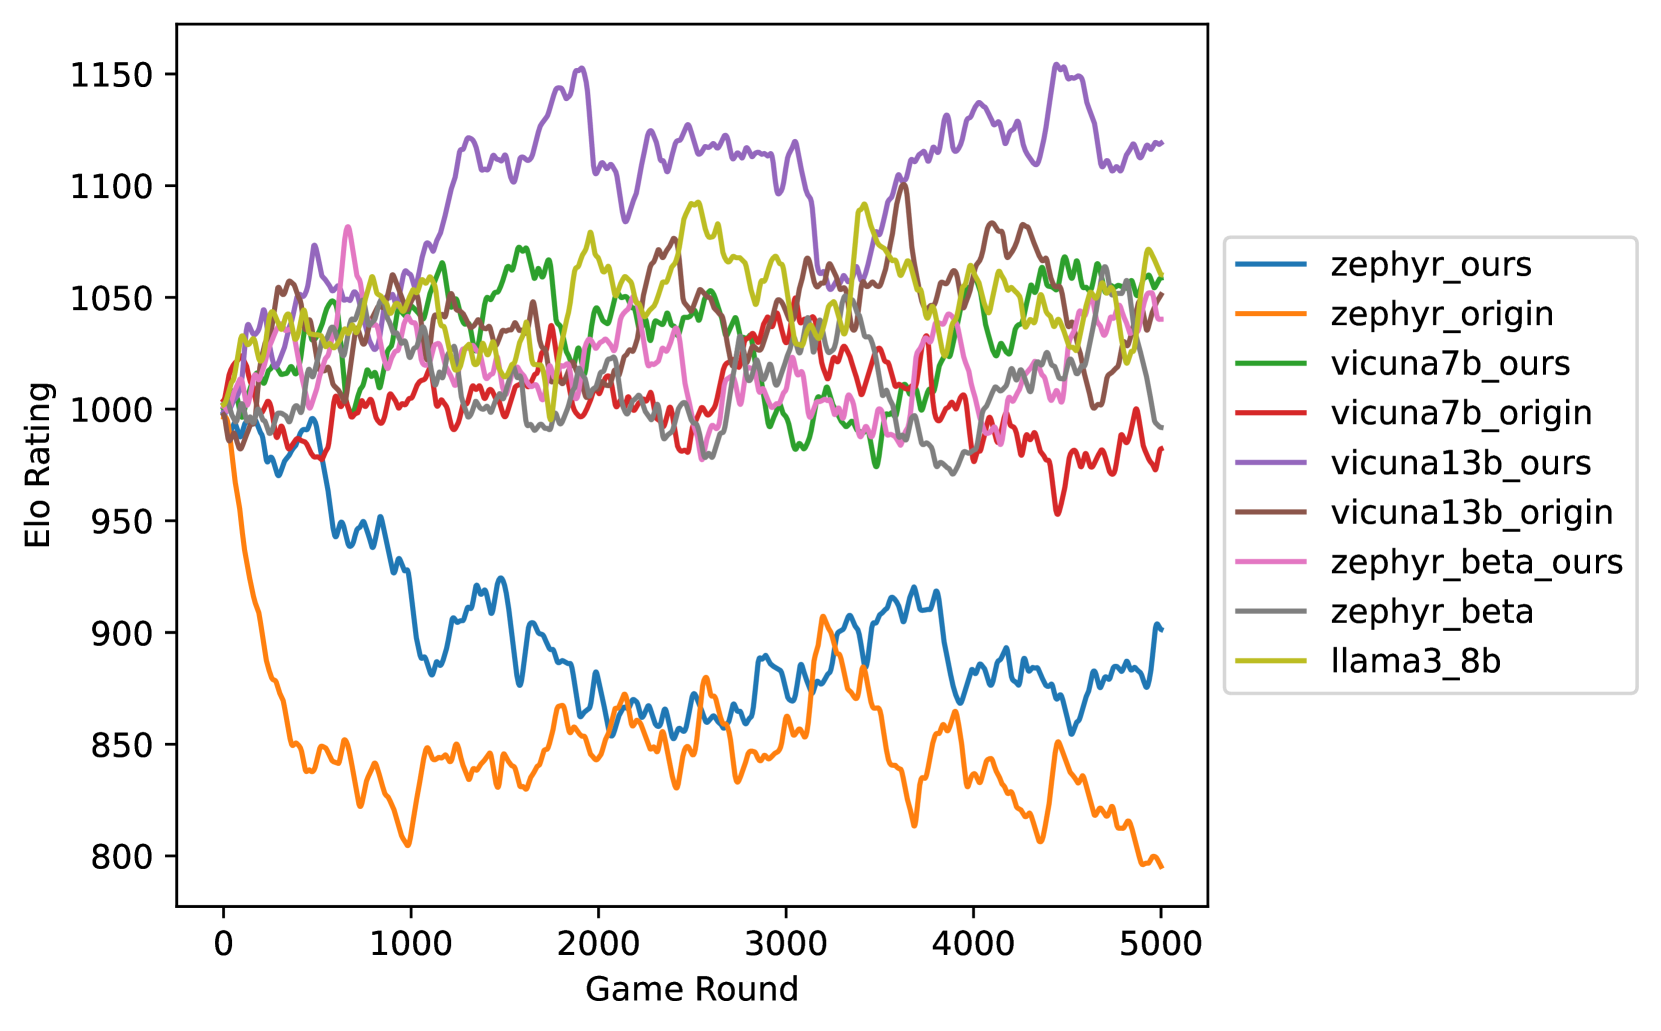 1150
1100
1050
1000
950
900
850
800
Elo Rating
0 1000 2000 3000 4000 5000
Game Round
zephyr_ours
zephyr_origin
vicuna7b_ours
vicuna7b_origin
vicuna13b_ours
vicuna13b_origin
zephyr_beta_ours
zephyr_beta
llama3_8b